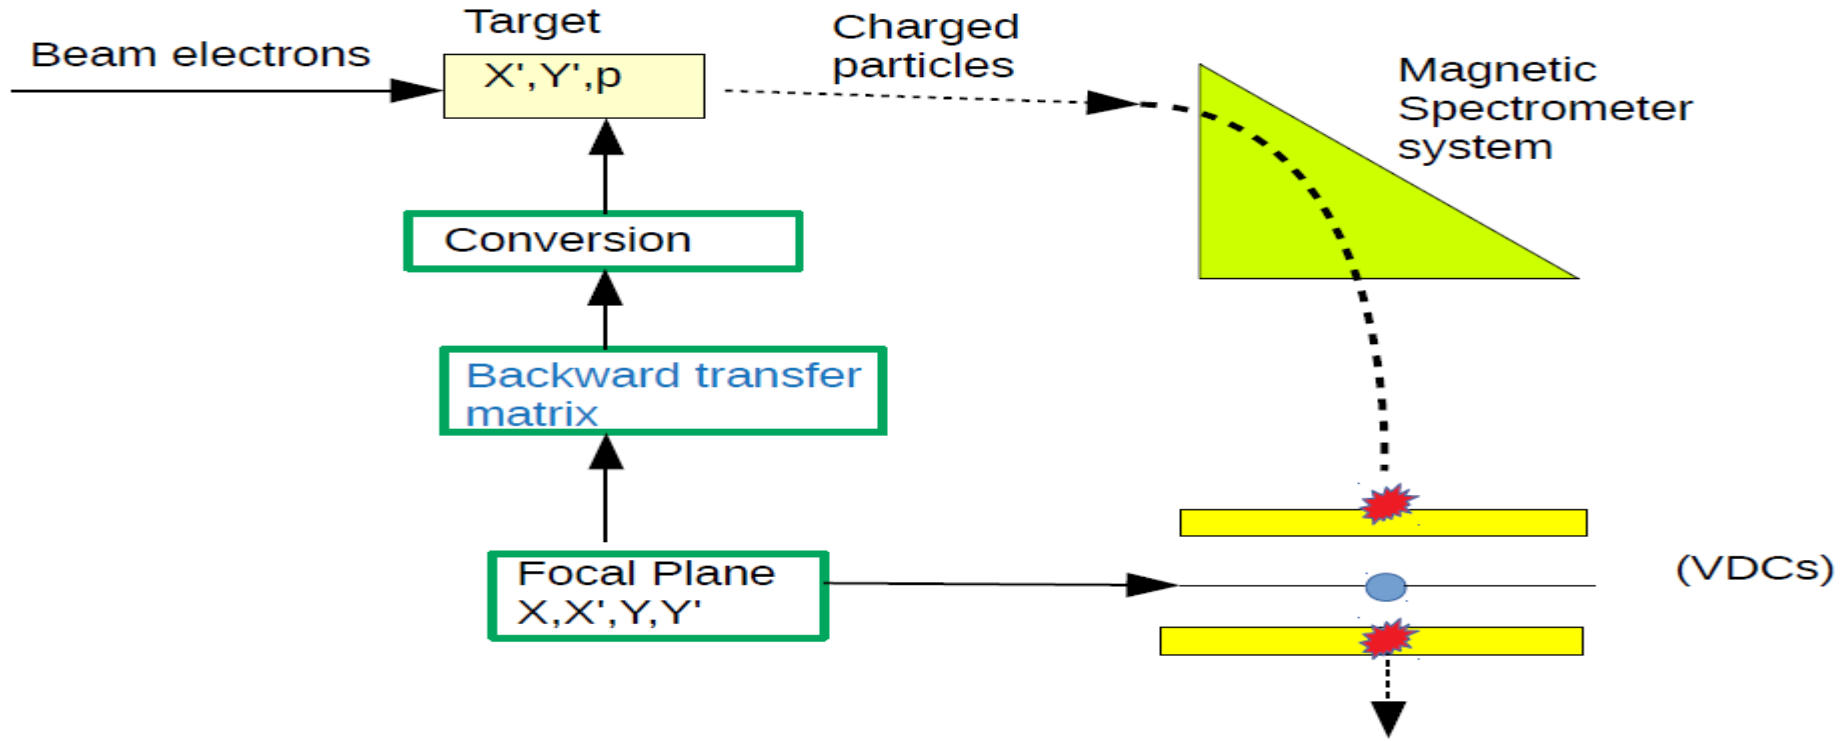 Target
Beam electrons
X',Y',p
Charged
particles
Magnetic
Spectrometer
system
Conversion
Backward transfer
matrix
Focal Plane
X,X',Y,Y'
(VDCs)